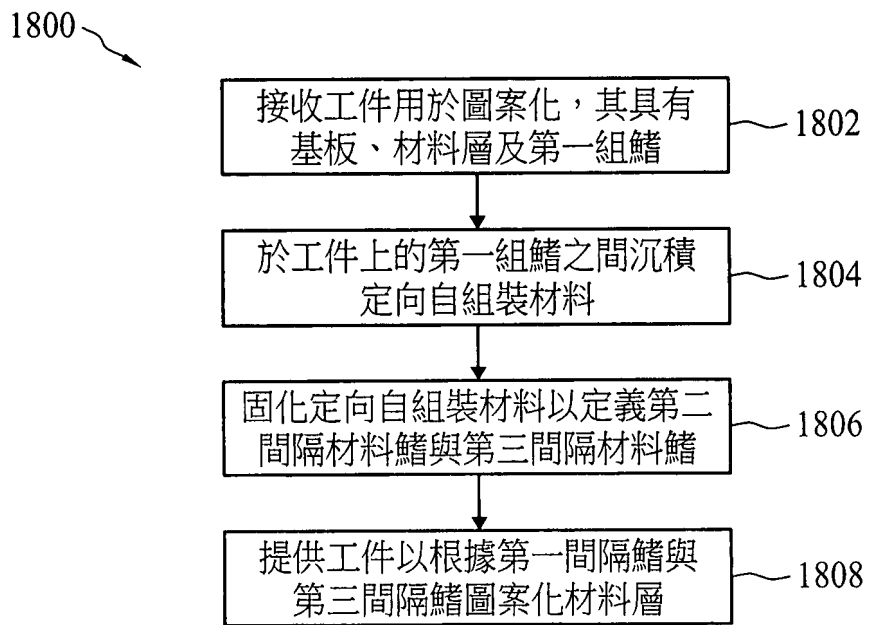 1800
接收工件用於圖案化，其具有
基板、材料層及第一組鰭
1802
於工件上的第一組鰭之間沉積
定向自組裝材料
1804
固化定向自組裝材料以定義第二
間隔材料鰭與第三間隔材料鰭
1806
提供工件以根據第一間隔鰭與
第三間隔鰭圖案化材料層
1808